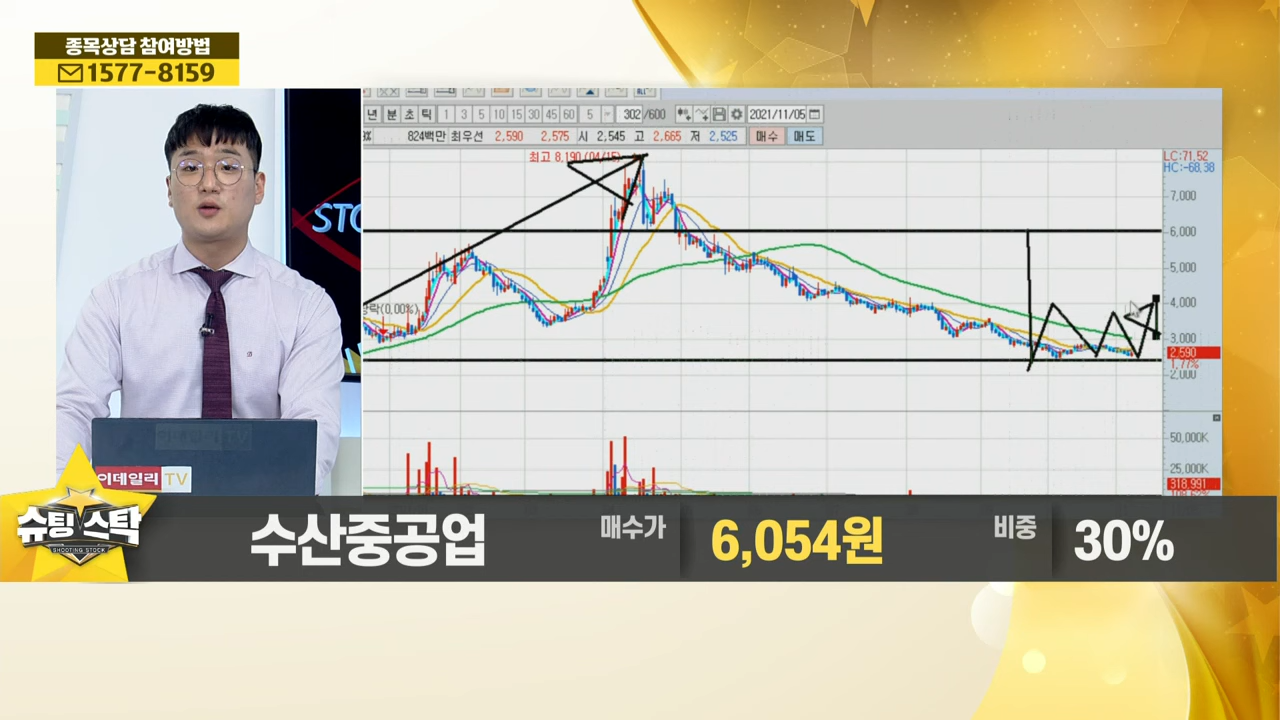 종목상담 참여방법
1577-8159
년 분 초 틱 1 3 5 10 15 30 45 60 5 302 /600 2021/11/05
824백만 최우선 2,590 2,575 시 2,545 고 2,665 저 2,525 매수 매도
최고 8,190 (04/15)
LC:71.52
HC:-68.38
7,000
6,000
5,000
4,000
3,000
2,590
1.77%
2,000
락(0,00%)
50,000K
25,000K
318,991
STO
이데일리 TV
슈팅 스탁
SHOOTING STOCK
수산중공업 매수가 6,054원 비중 30%